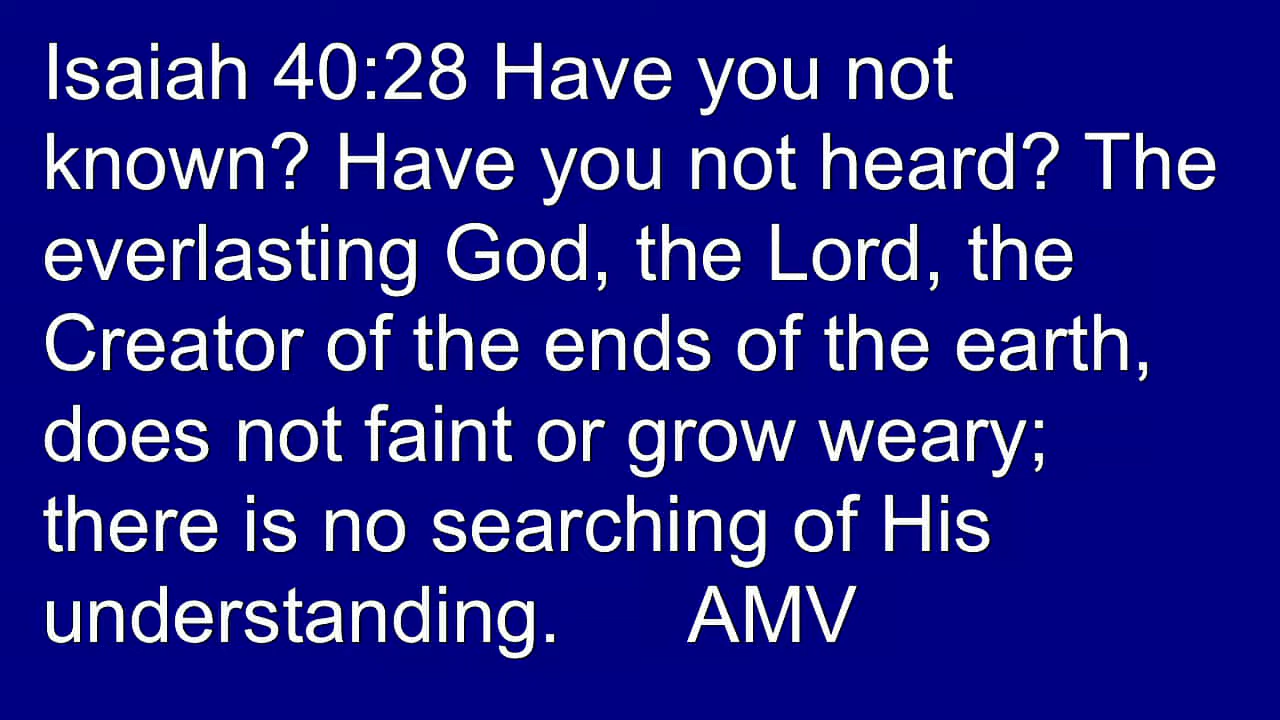 Isaiah 40:28 Have you not
known? Have you not heard? The
everlasting God, the Lord, the
Creator of the ends of the earth,
does not faint or grow weary;
there is no searching of His
understanding. AMV